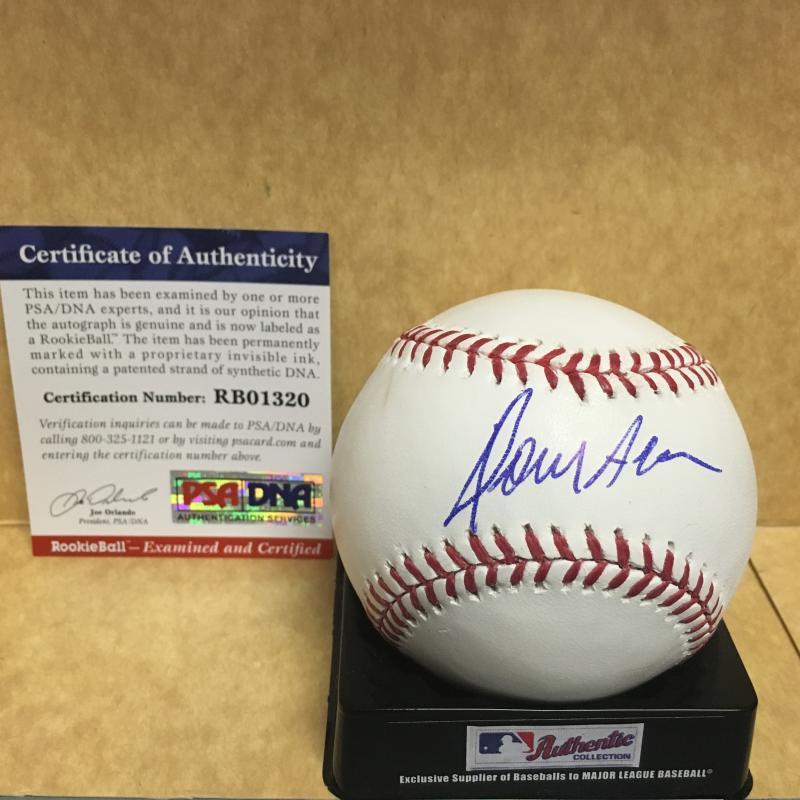 Certificate of Authenticity
This item has been examined by one or more
PSA/DNA experts, and it is our opinion that
the autograph is genuine and is now labeled as
a RookieBall.™ The item has been permanently
marked with a proprietary invisible ink,
containing a patented strand of synthetic DNA.
Certification Number: RB01320
Verification inquiries can be made to PSA/DNA by
calling 800-325-1121 or by visiting psacard.com and
entering the certification number above.
Joe Orlando
President, PSA/DNA
PSA DNA
AUTHENTICATION SERVICES
RookieBall™ — Examined and Certified
Authentic
COLLECTION
Exclusive Supplier of Baseballs to MAJOR LEAGUE BASEBALL®